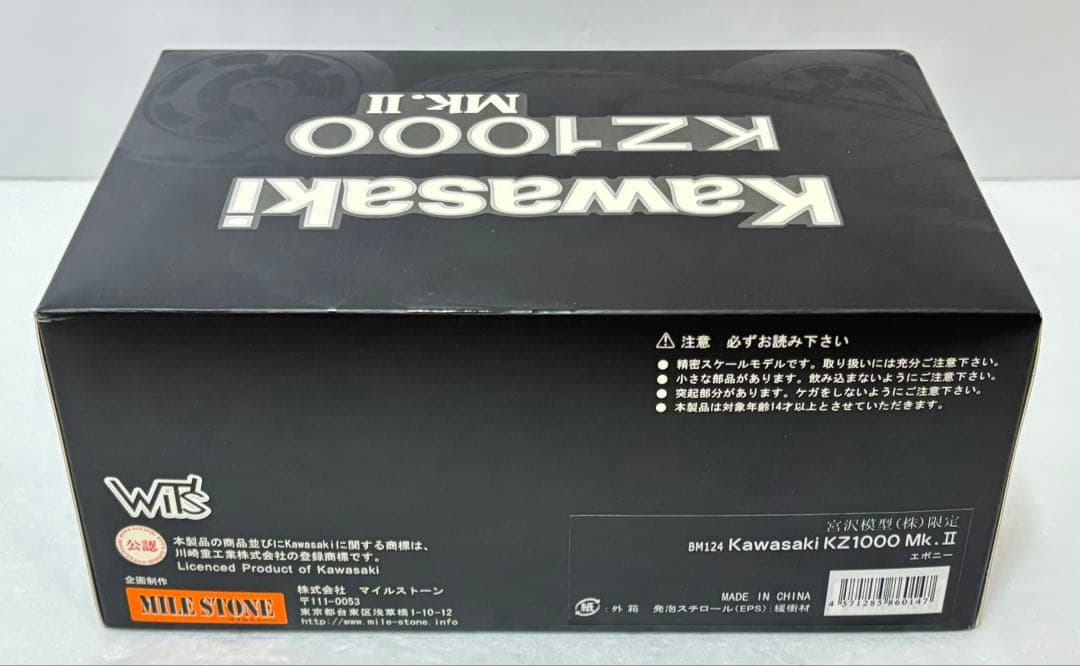 Kawasaki
KZ1000
Mk.II
⚠ 注意 必ずお読み下さい
● 精密スケールモデルです。取り扱いには充分ご注意下さい。
● 小さな部品があります。飲み込まないようにご注意下さい。
● 突起部分があります。ケガをしないようにご注意下さい。
● 本製品は対象年齢14才以上とさせていただきます。
WiT's
公認
本製品の商品並びにKawasakiに関する商標は、
川崎重工業株式会社の登録商標です。
Licenced Product of Kawasaki
企画制作
MILE STONE
マイルストーン
株式会社 マイルストーン
〒111-0053
東京都台東区浅草橋1-10-12
http://www.mile-stone.info
宮沢模型(株)限定
BM124 Kawasaki KZ1000 Mk.II
エボニー
MADE IN CHINA
紙:外箱 発泡スチロール(EPS):緩衝材
4 571285 860147